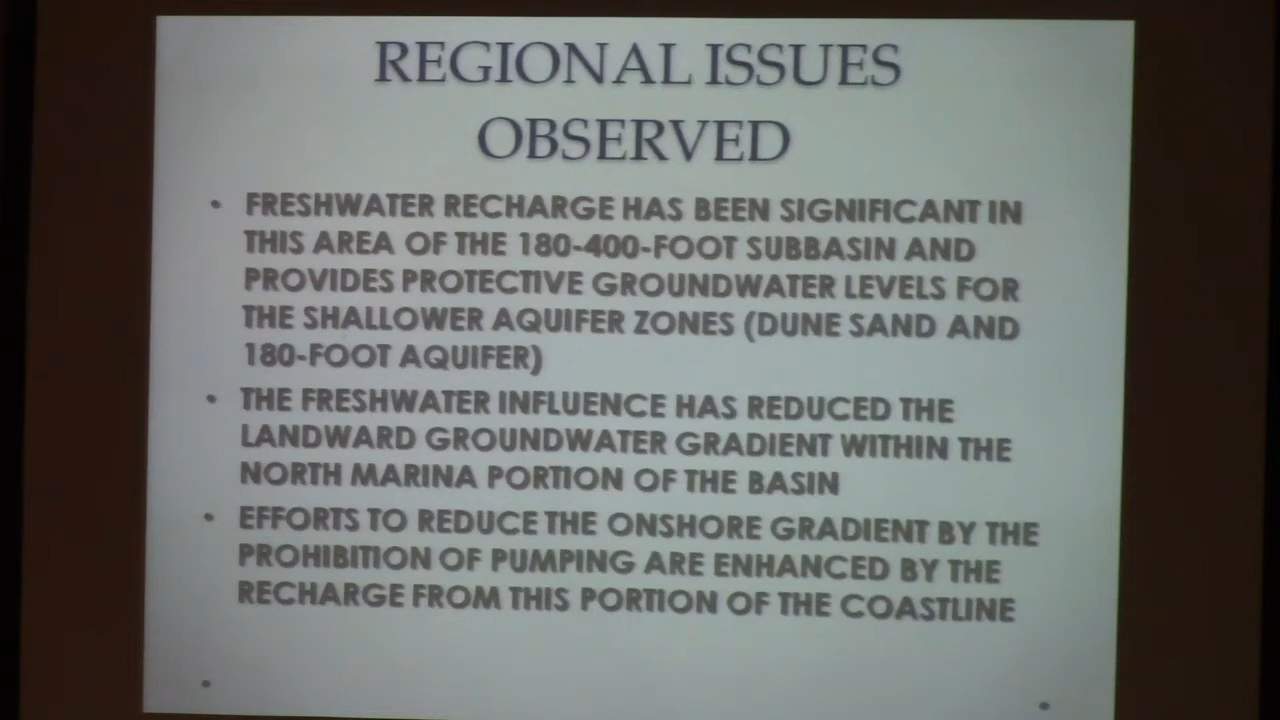 REGIONAL ISSUES
OBSERVED
• FRESHWATER RECHARGE HAS BEEN SIGNIFICANT IN
THIS AREA OF THE 180-400-FOOT SUBBASIN AND
PROVIDES PROTECTIVE GROUNDWATER LEVELS FOR
THE SHALLOWER AQUIFER ZONES (DUNE SAND AND
180-FOOT AQUIFER)
• THE FRESHWATER INFLUENCE HAS REDUCED THE
LANDWARD GROUNDWATER GRADIENT WITHIN THE
NORTH MARINA PORTION OF THE BASIN
• EFFORTS TO REDUCE THE ONSHORE GRADIENT BY THE
PROHIBITION OF PUMPING ARE ENHANCED BY THE
RECHARGE FROM THIS PORTION OF THE COASTLINE